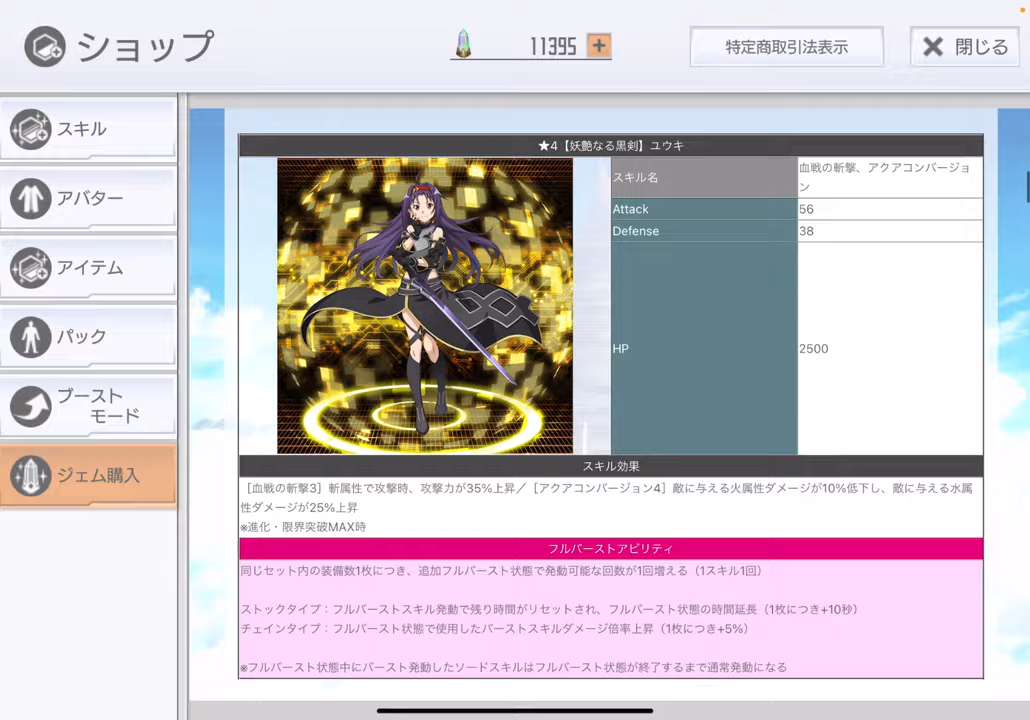 ショップ
11395
特定商取引法表示
閉じる
スキル
アバター
アイテム
パック
ブースト
モード
ジェム購入
★4【妖艶なる黒剣】ユウキ
スキル名
血戦の斬撃、アクアコンバージョ
ン
Attack
56
Defense
38
HP
2500
スキル効果
［血戦の斬撃3］斬属性で攻撃時、攻撃力が35%上昇／［アクアコンバージョン4］敵に与える火属性ダメージが10%低下し、敵に与える水属
性ダメージが25%上昇
※進化・限界突破MAX時
フルバーストアビリティ
同じセット内の装備数1枚につき、追加フルバースト状態で発動可能な回数が1回増える（1スキル1回）
ストックタイプ：フルバーストスキル発動で残り時間がリセットされ、フルバースト状態の時間延長（1枚につき+10秒）
チェインタイプ：フルバースト状態で使用したバーストスキルダメージ倍率上昇（1枚につき+5%）
※フルバースト状態中にバースト発動したソードスキルはフルバースト状態が終了するまで通常発動になる